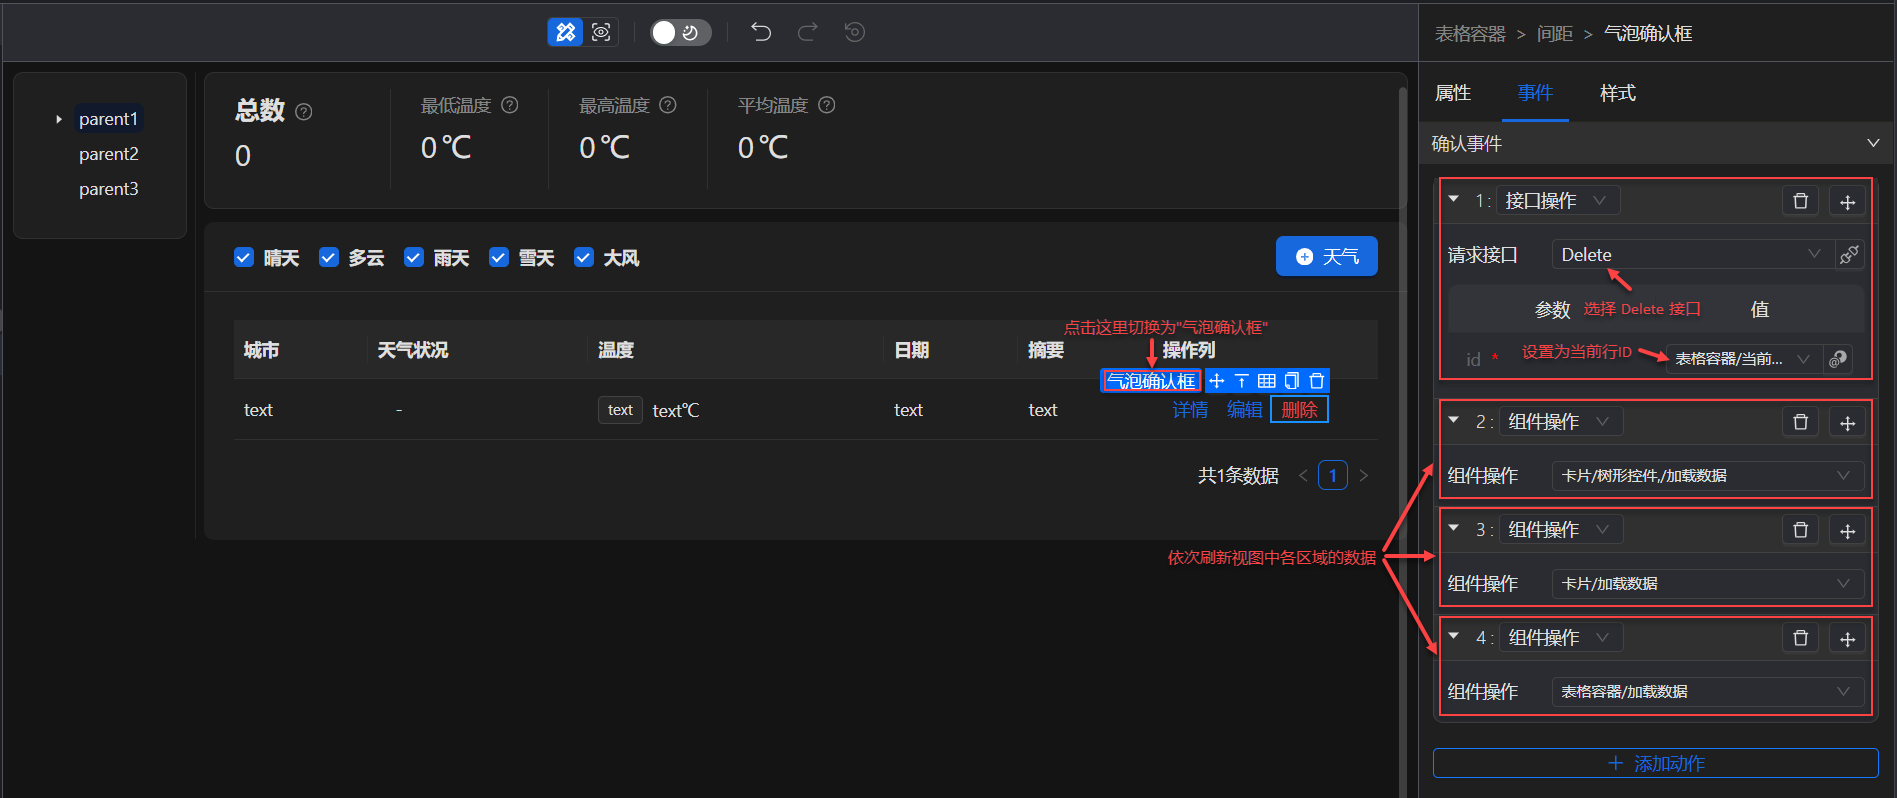 表格容器 > 间距 > 气泡确认框
parent1
parent2
parent3
总数
0
最低温度
0℃
最高温度
0℃
平均温度
0℃
晴天 多云 雨天 雪天 大风
天气
点击这里切换为"气泡确认框"
城市 天气状况 温度 日期 摘要 操作列
气泡确认框
text - text text℃ text text 详情 编辑 删除
共1条数据 < 1 >
依次刷新视图中各区域的数据
属性 事件 样式
确认事件
1: 接口操作
请求接口 Delete
参数 选择 Delete 接口 值
id * 设置为当前行ID 表格容器/当前...
2: 组件操作
组件操作 卡片/树形控件,/加载数据
3: 组件操作
组件操作 卡片/加载数据
4: 组件操作
组件操作 表格容器/加载数据
+ 添加动作